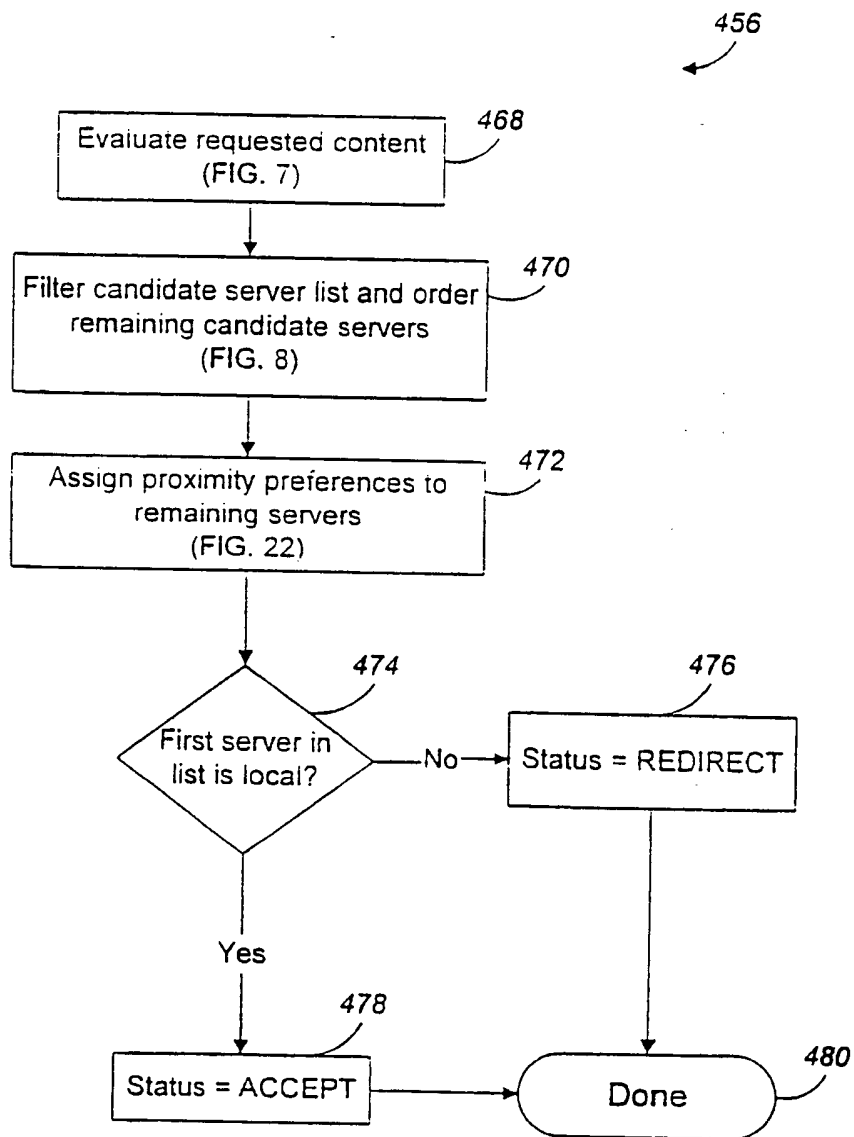 456
468
Evaluate requested content
(FIG. 7)
470
Filter candidate server list and order
remaining candidate servers
(FIG. 8)
472
Assign proximity preferences to
remaining servers
(FIG. 22)
474
First server in
list is local?
No
476
Status = REDIRECT
Yes
478
Status = ACCEPT
480
Done